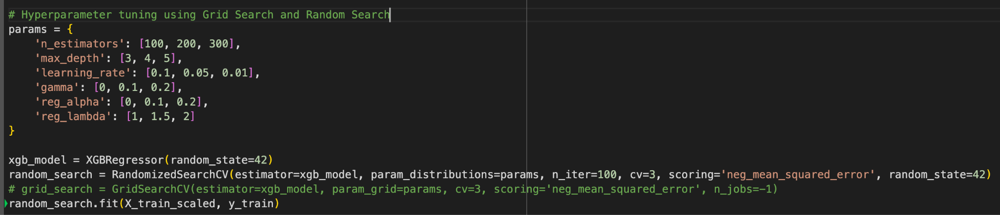 # Hyperparameter tuning using Grid Search and Random Search
params = {
    'n_estimators': [100, 200, 300],
    'max_depth': [3, 4, 5],
    'learning_rate': [0.1, 0.05, 0.01],
    'gamma': [0, 0.1, 0.2],
    'reg_alpha': [0, 0.1, 0.2],
    'reg_lambda': [1, 1.5, 2]
}

xgb_model = XGBRegressor(random_state=42)
random_search = RandomizedSearchCV(estimator=xgb_model, param_distributions=params, n_iter=100, cv=3, scoring='neg_mean_squared_error', random_state=42)
# grid_search = GridSearchCV(estimator=xgb_model, param_grid=params, cv=3, scoring='neg_mean_squared_error', n_jobs=-1)
random_search.fit(X_train_scaled, y_train)